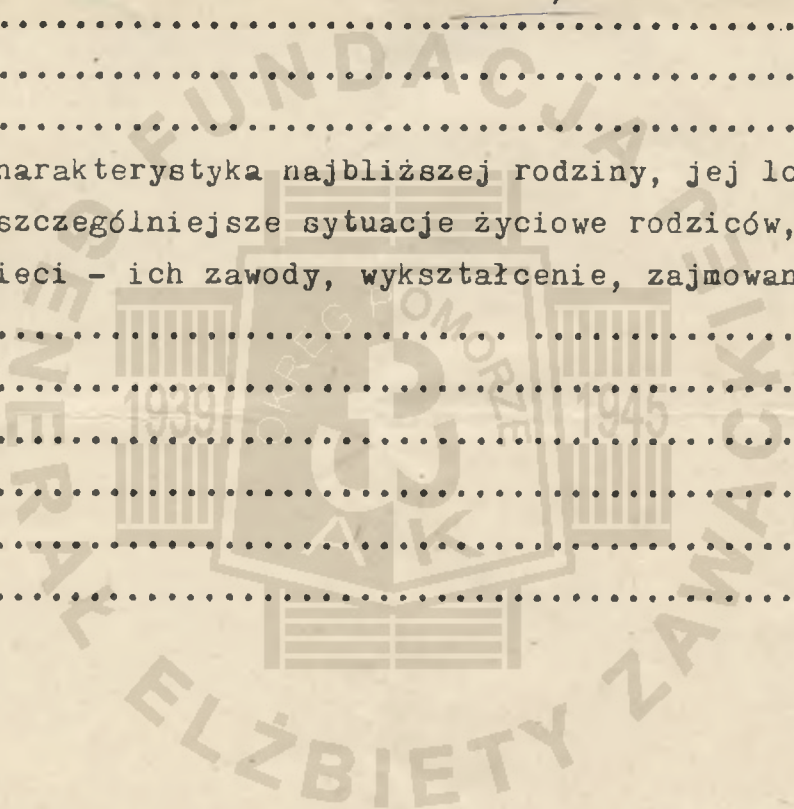 harakterystyka najbliższej rodziny, jej lo
szczególniejsze sytuacje życiowe rodziców,
ieci – ich zawody, wykształcenie, zajmowan
FUNDACJA
GENERAŁ ELŻBIETY ZAWACKIEJ
OKRĘG POMORZE
1939
1945
AK